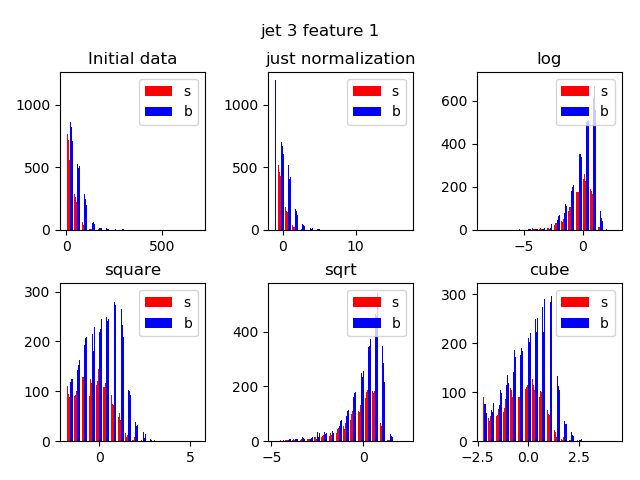 jet 3 feature 1
Initial data
just normalization
log
1000
500
0
0
500
s
b
1000
500
0
0
10
s
b
600
400
200
0
−5
0
s
b
square
sqrt
cube
300
200
100
0
0
5
s
b
400
200
0
−5
0
s
b
300
200
100
0
−2.5
0.0
2.5
s
b